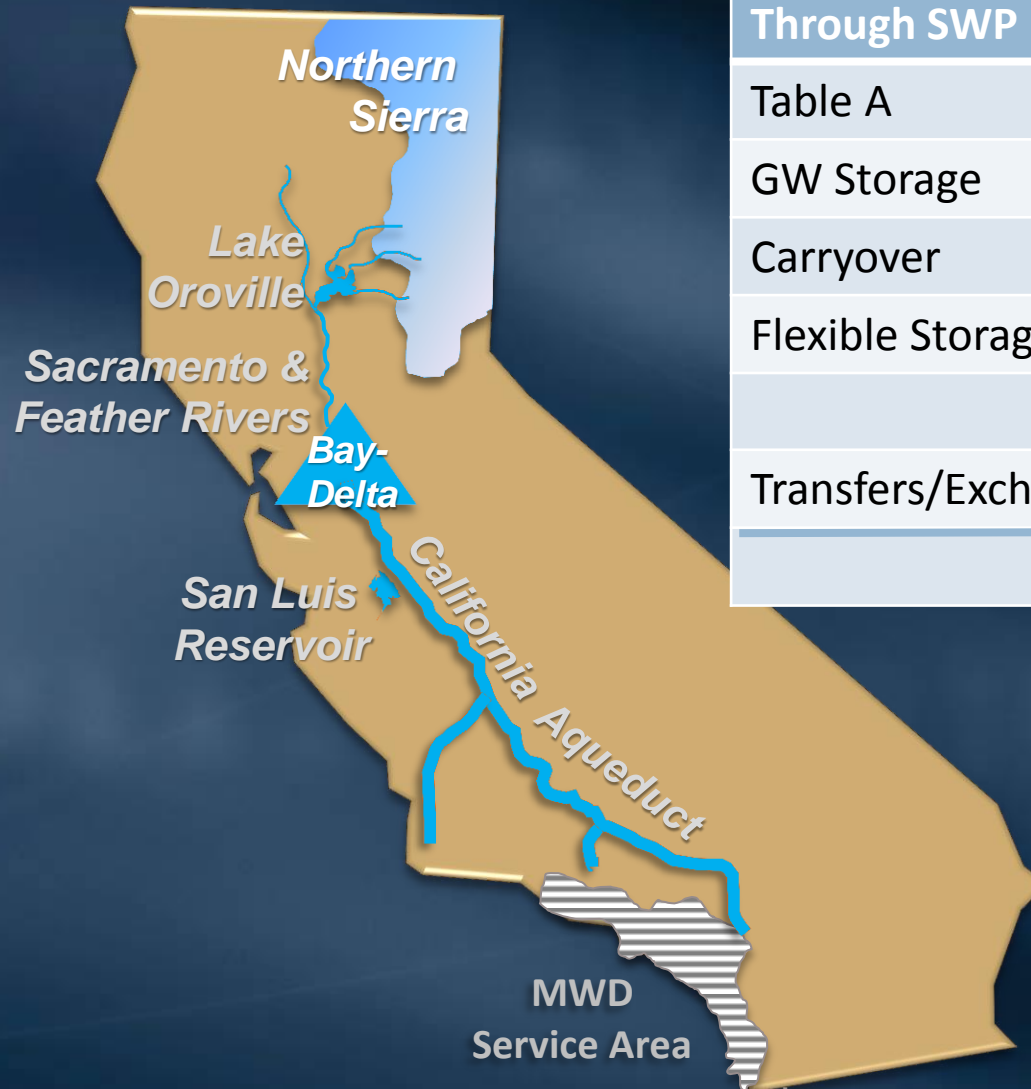 Northern
Sierra
Lake
Oroville
Sacramento &
Feather Rivers
Bay-
Delta
San Luis
Reservoir
California Aqueduct
MWD
Service Area
Through SWP
Table A
GW Storage
Carryover
Flexible Storag
Transfers/Exch